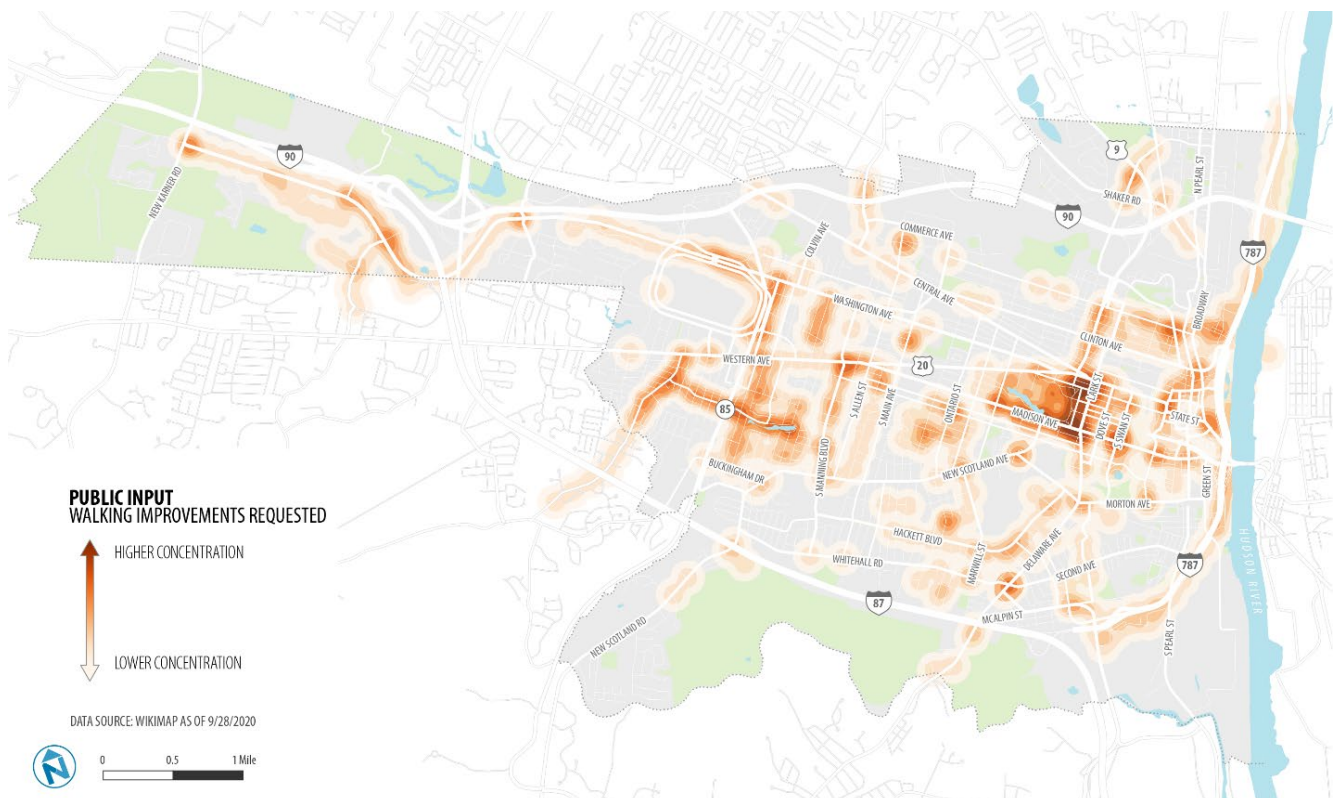 9
N PEARL ST
SHAKER RD
90
90
NEW KARNER RD
787
COLVIN AVE
COMMERCE AVE
CENTRAL AVE
WASHINGTON AVE
BROADWAY
CLINTON AVE
WESTERN AVE
20
S ALLEN ST
S MAIN AVE
ONTARIO ST
CLARK ST
85
MADISON AVE
DOVE ST
S SWAN ST
STATE ST
S MANNING BLVD
BUCKINGHAM DR
NEW SCOTLAND AVE
GREEN ST
MORTON AVE
PUBLIC INPUT
WALKING IMPROVEMENTS REQUESTED
HIGHER CONCENTRATION
LOWER CONCENTRATION
HACKETT BLVD
MARWILL ST
DELAWARE AVE
WHITEHALL RD
SECOND AVE
HUDSON RIVER
787
87
MCALPIN ST
NEW SCOTLAND RD
S PEARL ST
DATA SOURCE: WIKIMAP AS OF 9/28/2020
N
0 0.5 1 Mile